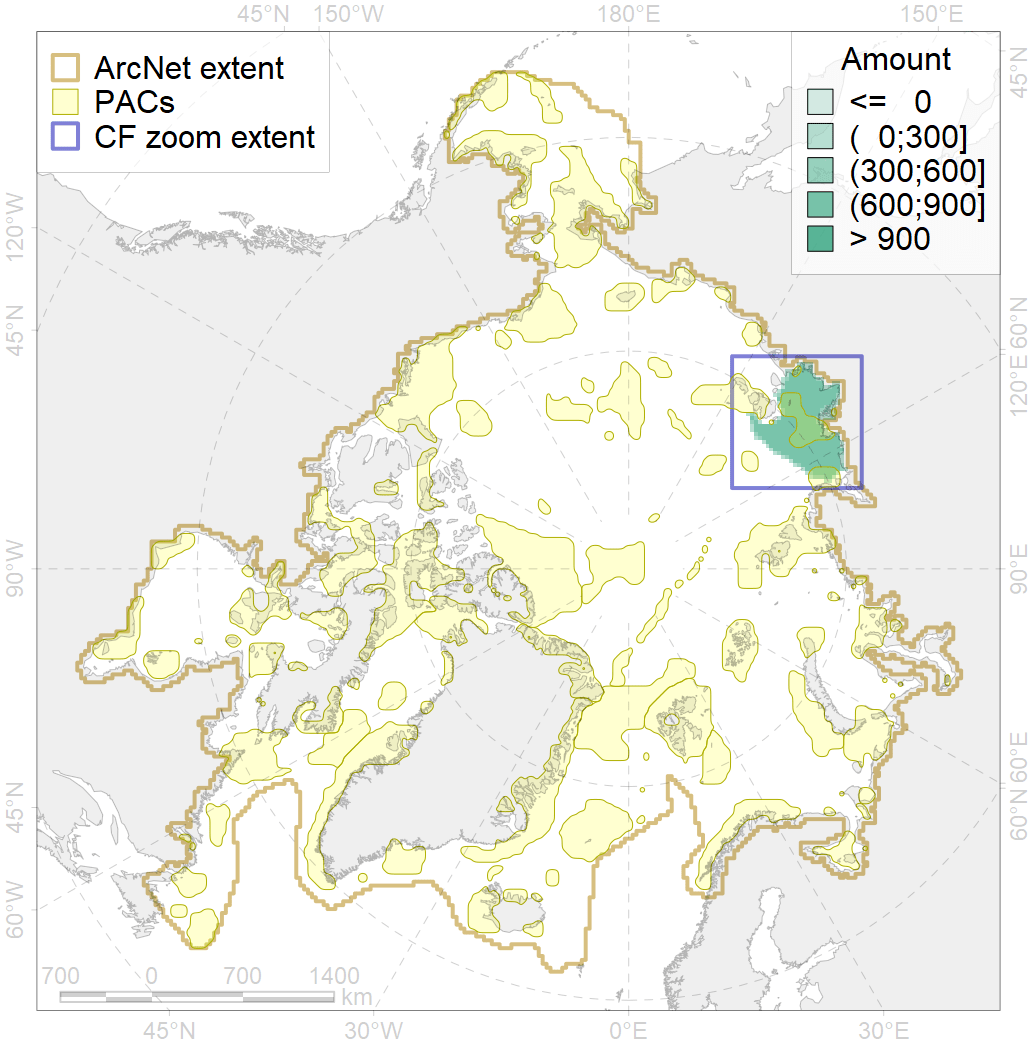 45°N 150°W 180°E 150°E
ArcNet extent
PACs
CF zoom extent
Amount
<= 0
( 0;300]
(300;600]
(600;900]
> 900
45°N
120°W
60°N
45°N
120°E
90°W
90°E
60°E
45°N
60°N
60°W
700 0 700 1400
km
45°N 30°W 0°E 30°E